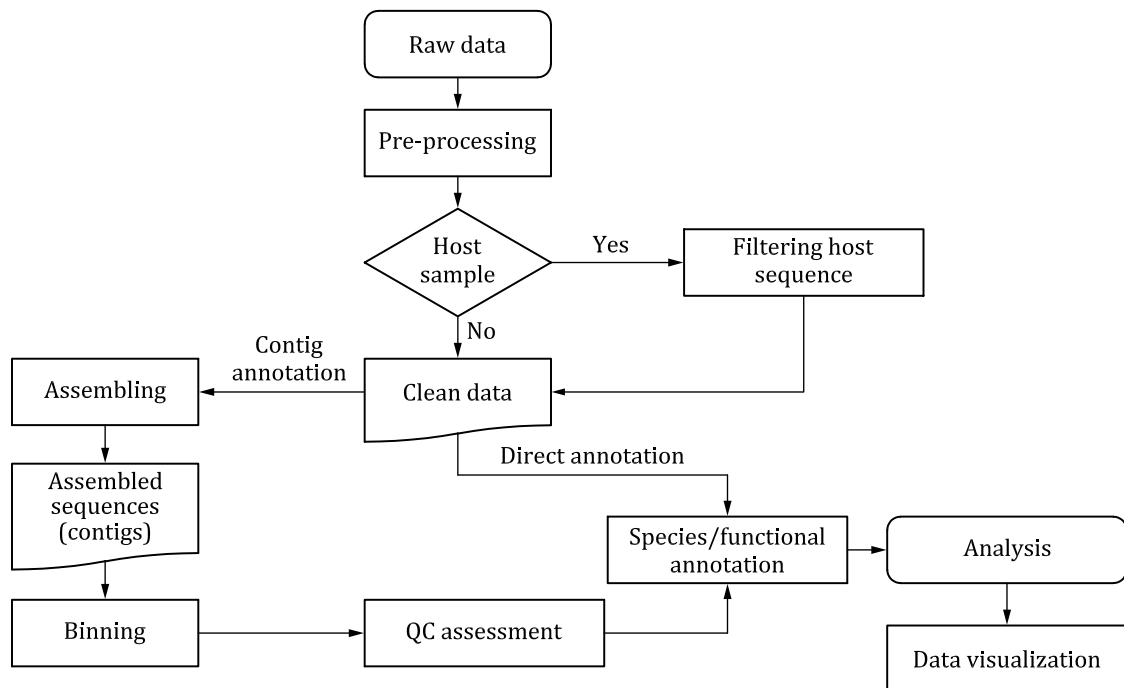 Raw data
Pre-processing
Host
sample
Yes
Filtering host
sequence
No
Contig
annotation
Assembling
Clean data
Direct annotation
Assembled
sequences
(contigs)
Species/functional
annotation
Analysis
Binning
QC assessment
Data visualization